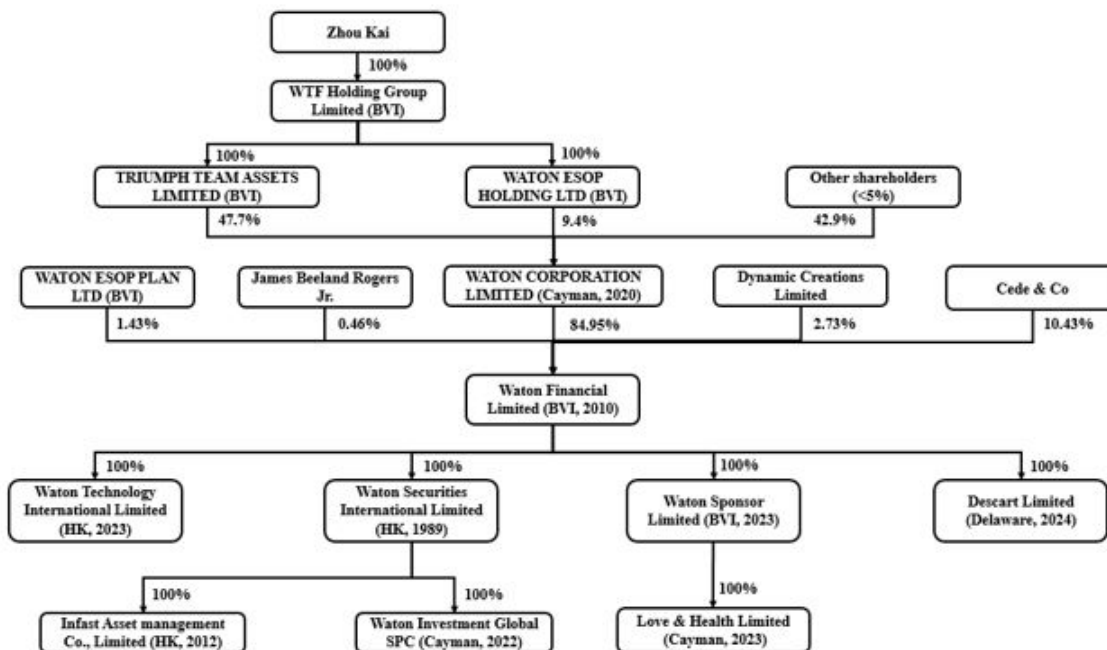 Zhou Kai
100%
WTF Holding Group
Limited (BVI)
100%
100%
TRIUMPH TEAM ASSETS
LIMITED (BVI)
WATON ESOP
HOLDING LTD (BVI)
Other shareholders
(<5%)
47.7%
9.4%
42.9%
WATON ESOP PLAN
LTD (BVI)
James Beeland Rogers
Jr.
WATON CORPORATION
LIMITED (Cayman, 2020)
Dynamic Creations
Limited
Cede & Co
1.43%
0.46%
84.95%
2.73%
10.43%
Waton Financial
Limited (BVI, 2010)
100%
100%
100%
100%
Waton Technology
International Limited
(HK, 2023)
Waton Securities
International Limited
(HK, 1989)
Waton Sponsor
Limited (BVI, 2023)
Descart Limited
(Delaware, 2024)
100%
100%
100%
Infast Asset management
Co., Limited (HK, 2012)
Waton Investment Global
SPC (Cayman, 2022)
Love & Health Limited
(Cayman, 2023)